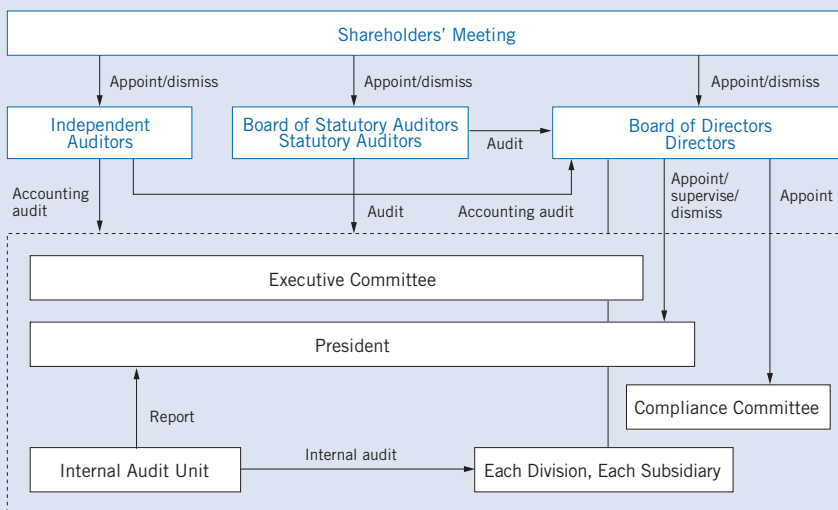 Shareholders' Meeting
Appoint/dismiss
Appoint/dismiss
Appoint/dismiss
Independent
Auditors
Board of Statutory Auditors
Statutory Auditors
Audit
Board of Directors
Directors
Accounting
audit
Audit
Accounting audit
Appoint/
supervise/
dismiss
Appoint
Executive Committee
President
Report
Compliance Committee
Internal Audit Unit
Internal audit
Each Division, Each Subsidiary